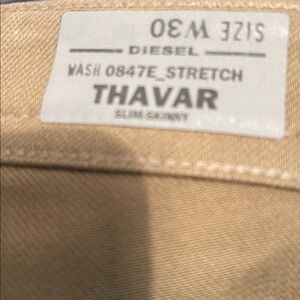 SIZE W30
DIESEL
WASH 0847E_STRETCH
THAVAR
SLIM-SKINNY